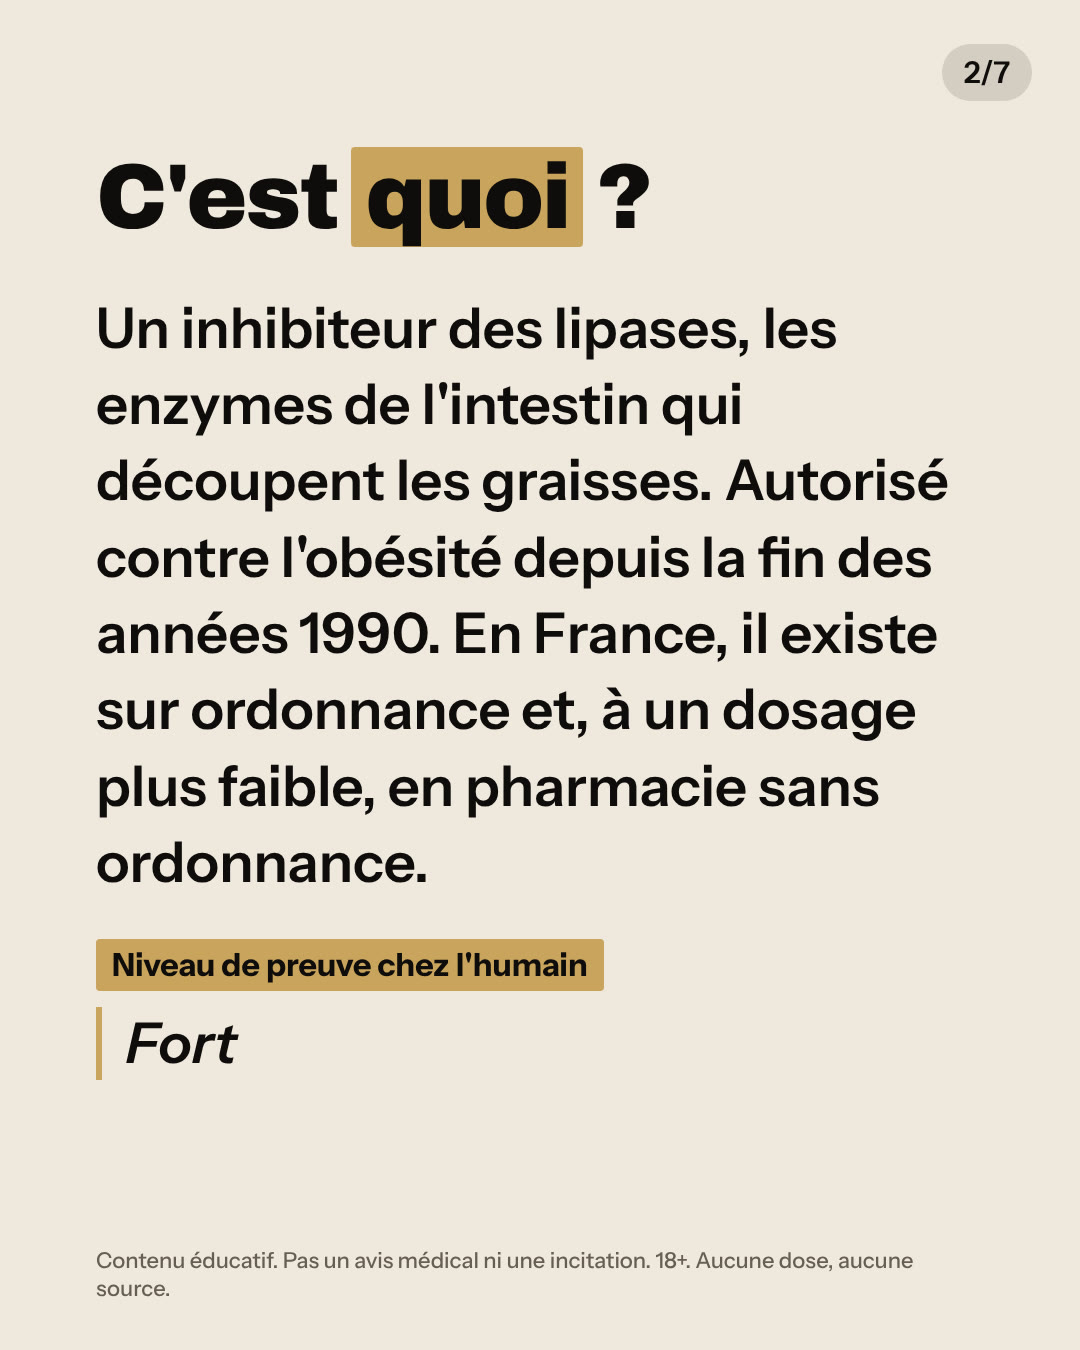 2/7
C'est quoi ?
Un inhibiteur des lipases, les
enzymes de l'intestin qui
découpent les graisses. Autorisé
contre l'obésité depuis la fin des
années 1990. En France, il existe
sur ordonnance et, à un dosage
plus faible, en pharmacie sans
ordonnance.
Niveau de preuve chez l'humain
Fort
Contenu éducatif. Pas un avis médical ni une incitation. 18+. Aucune dose, aucune
source.